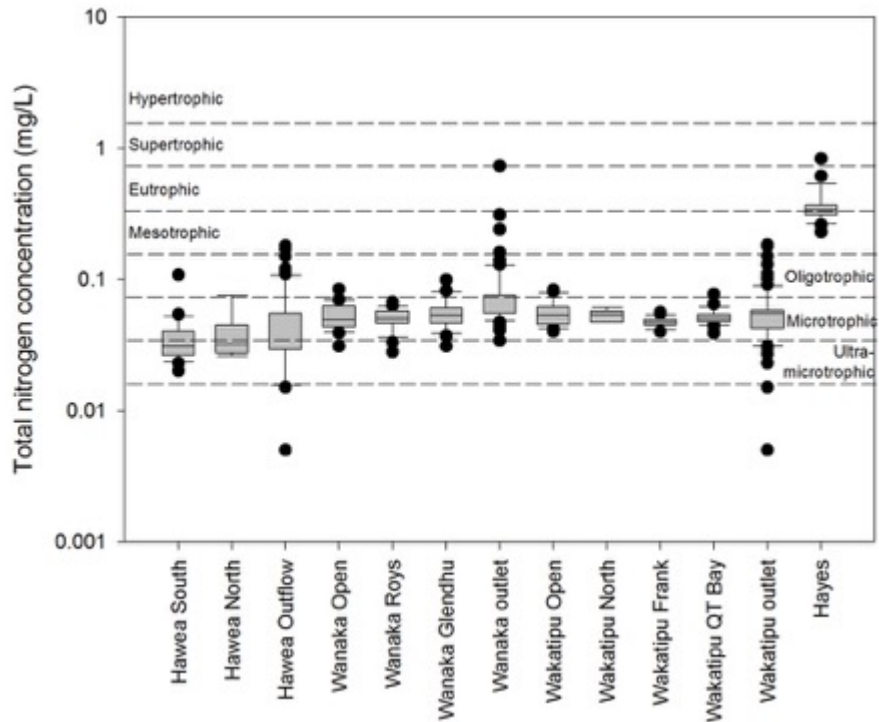 Total nitrogen concentration (mg/L)
10
1
0.1
0.01
0.001
Hypertrophic
Supertrophic
Eutrophic
Mesotrophic
Oligotrophic
Microtrophic
Ultra-
microtrophic
Hawea South
Hawea North
Hawea Outflow
Wanaka Open
Wanaka Roys
Wanaka Glendhu
Wanaka outlet
Wakatipu Open
Wakatipu North
Wakatipu Frank
Wakatipu QT Bay
Wakatipu outlet
Hayes